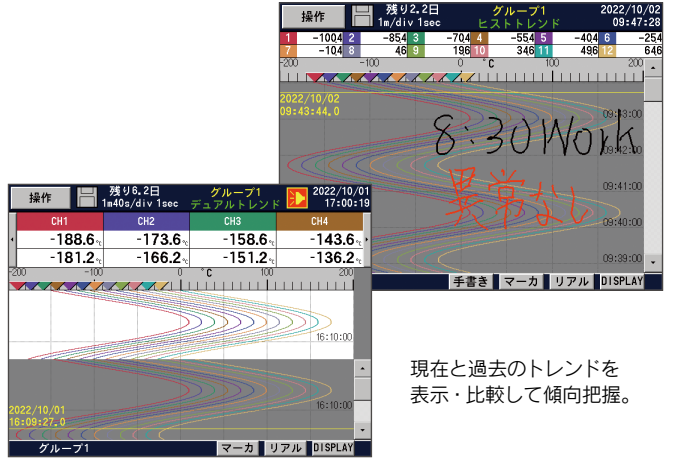 操作
残り2.2日
1m/div 1sec
グループ1
ヒストトレンド
2022/10/02
09:47:28
1 -1004 2 -854 3 -704 4 -554 5 -404 6 -254
7 -104 8 46 9 196 10 346 11 496 12 646
-200 -100 0 °C 100 200
2022/10/02
09:43:44.0
09:43:00
8:30Work
09:42:00
異常なし
09:41:00
09:40:00
09:39:00
手書き マーカ リアル DISPLAY
操作
残り6.2日
1m40s/div 1sec
グループ1
デュアルトレンド
2022/10/01
17:00:19
CH1 CH2 CH3 CH4
-188.6℃ -173.6℃ -158.6℃ -143.6℃
-181.2℃ -166.2℃ -151.2℃ -136.2℃
-200 -100 0 °C 100 200
16:10:00
16:10:00
2022/10/01
16:09:27.0
グループ1 マーカ リアル DISPLAY
現在と過去のトレンドを
表示・比較して傾向把握。